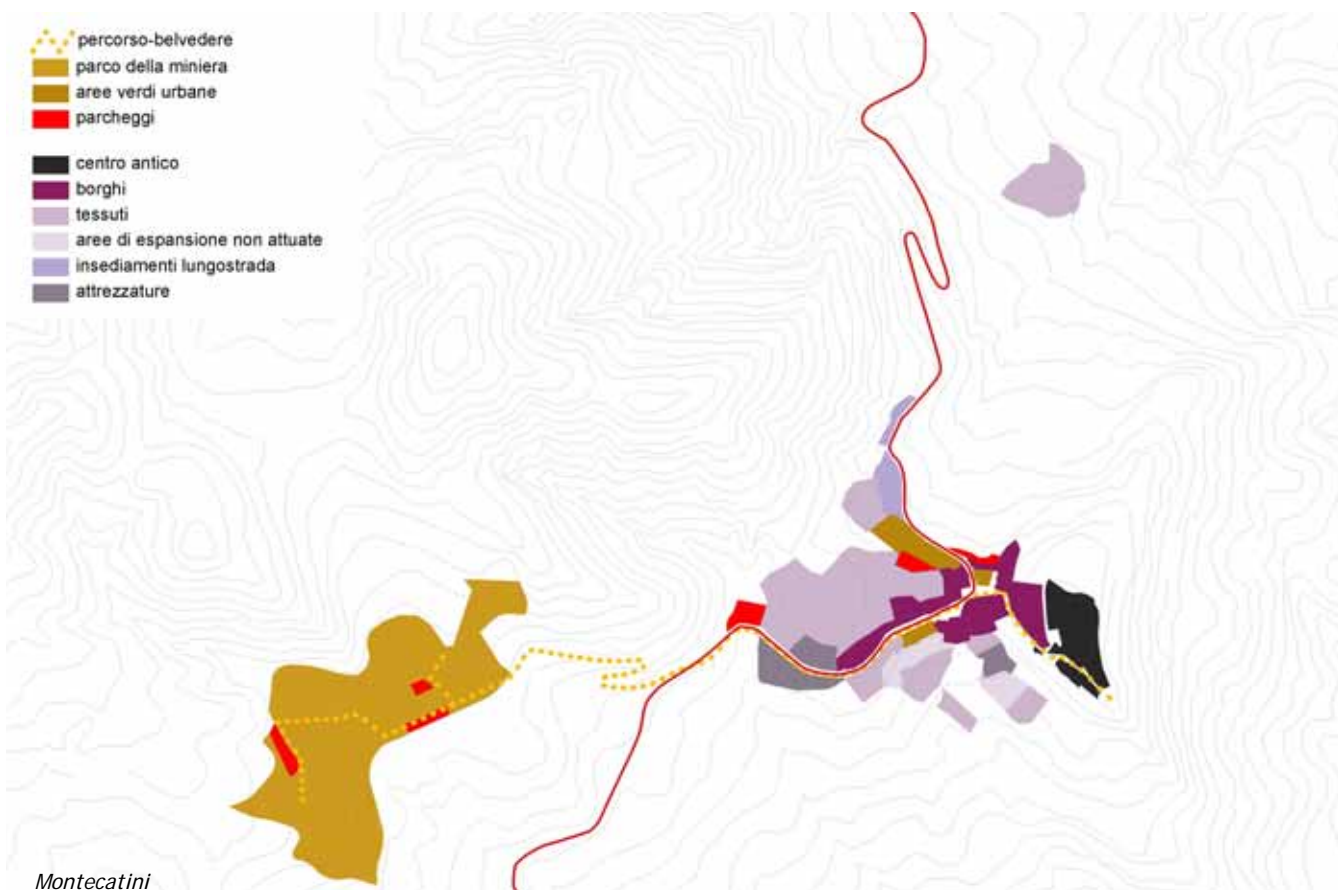 percorso-belvedere
parco della miniera
aree verdi urbane
parcheggi
centro antico
borghi
tessuti
aree di espansione non attuate
insediamenti lungostrada
attrezzature
Montecatini